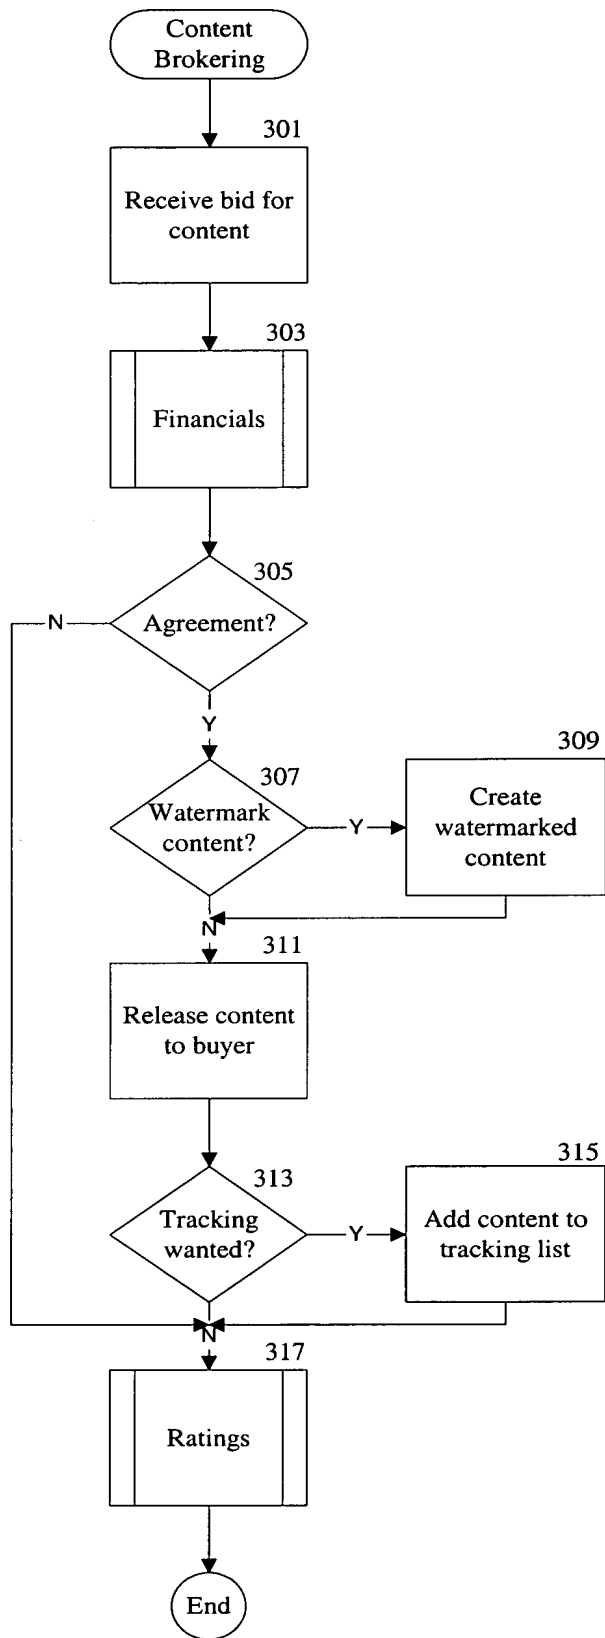 Content
Brokering
301
Receive bid for
content
303
Financials
305
Agreement?
N
Y
307
Watermark
content?
Y
309
Create
watermarked
content
N
311
Release content
to buyer
313
Tracking
wanted?
Y
315
Add content to
tracking list
N
317
Ratings
End